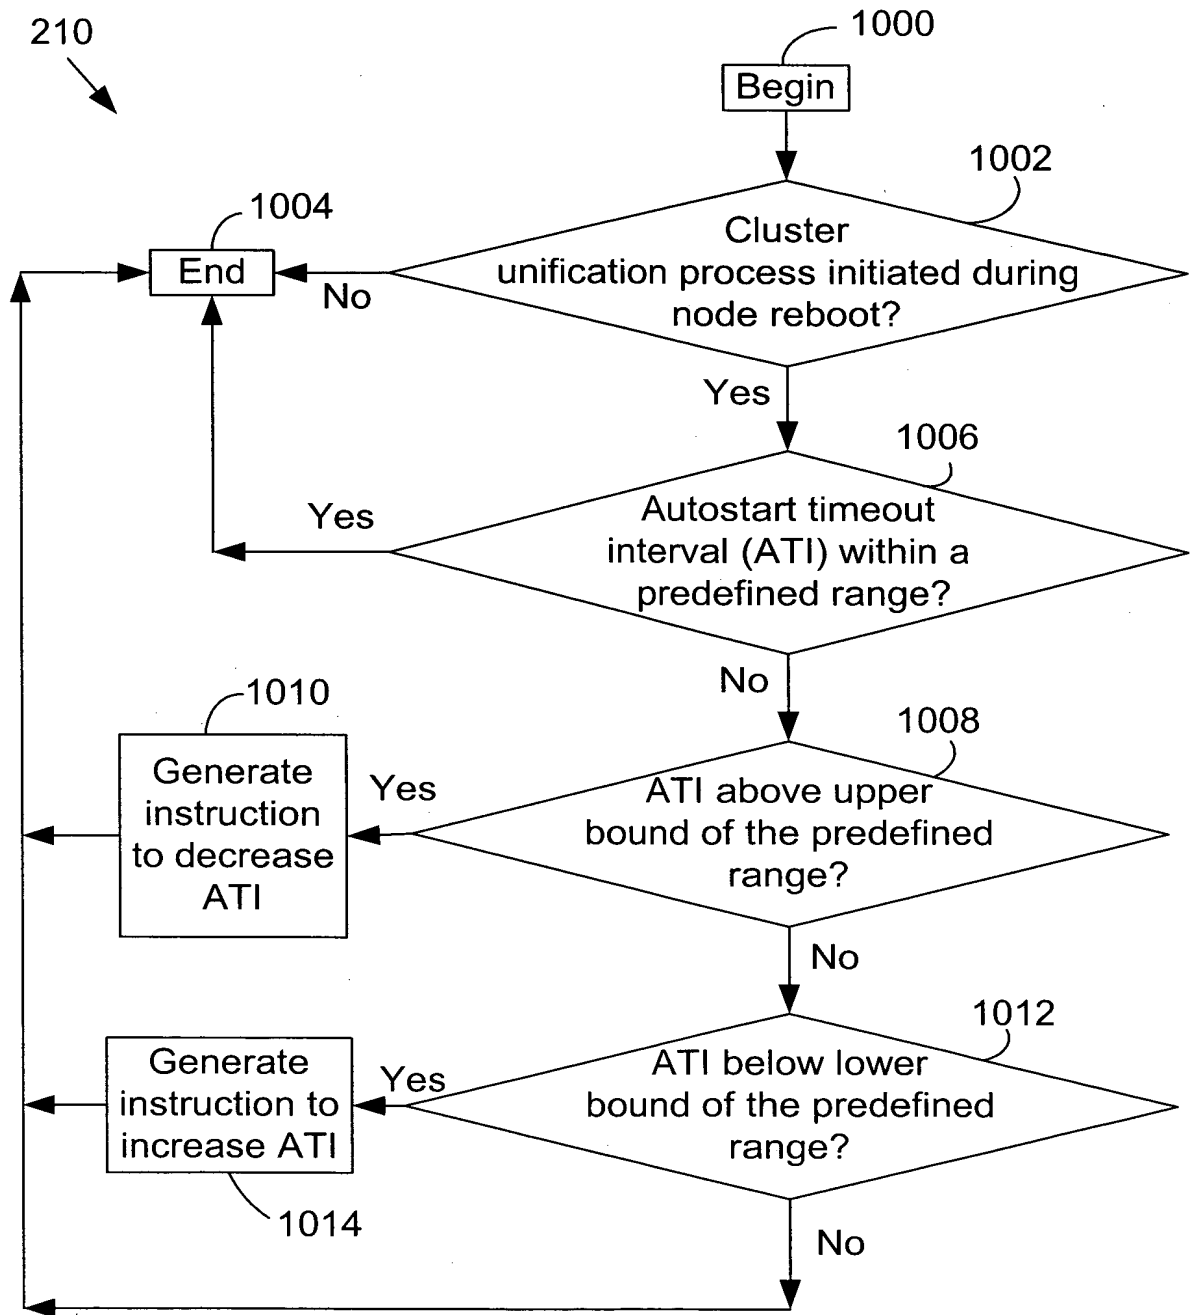 210
1000
Begin
1002
1004
Cluster
unification process initiated during
node reboot?
End
No
Yes
1006
Yes
Autostart timeout
interval (ATI) within a
predefined range?
No
1010
1008
Generate
instruction
to decrease
ATI
Yes
ATI above upper
bound of the predefined
range?
No
1012
Generate
instruction to
increase ATI
Yes
ATI below lower
bound of the predefined
range?
1014
No